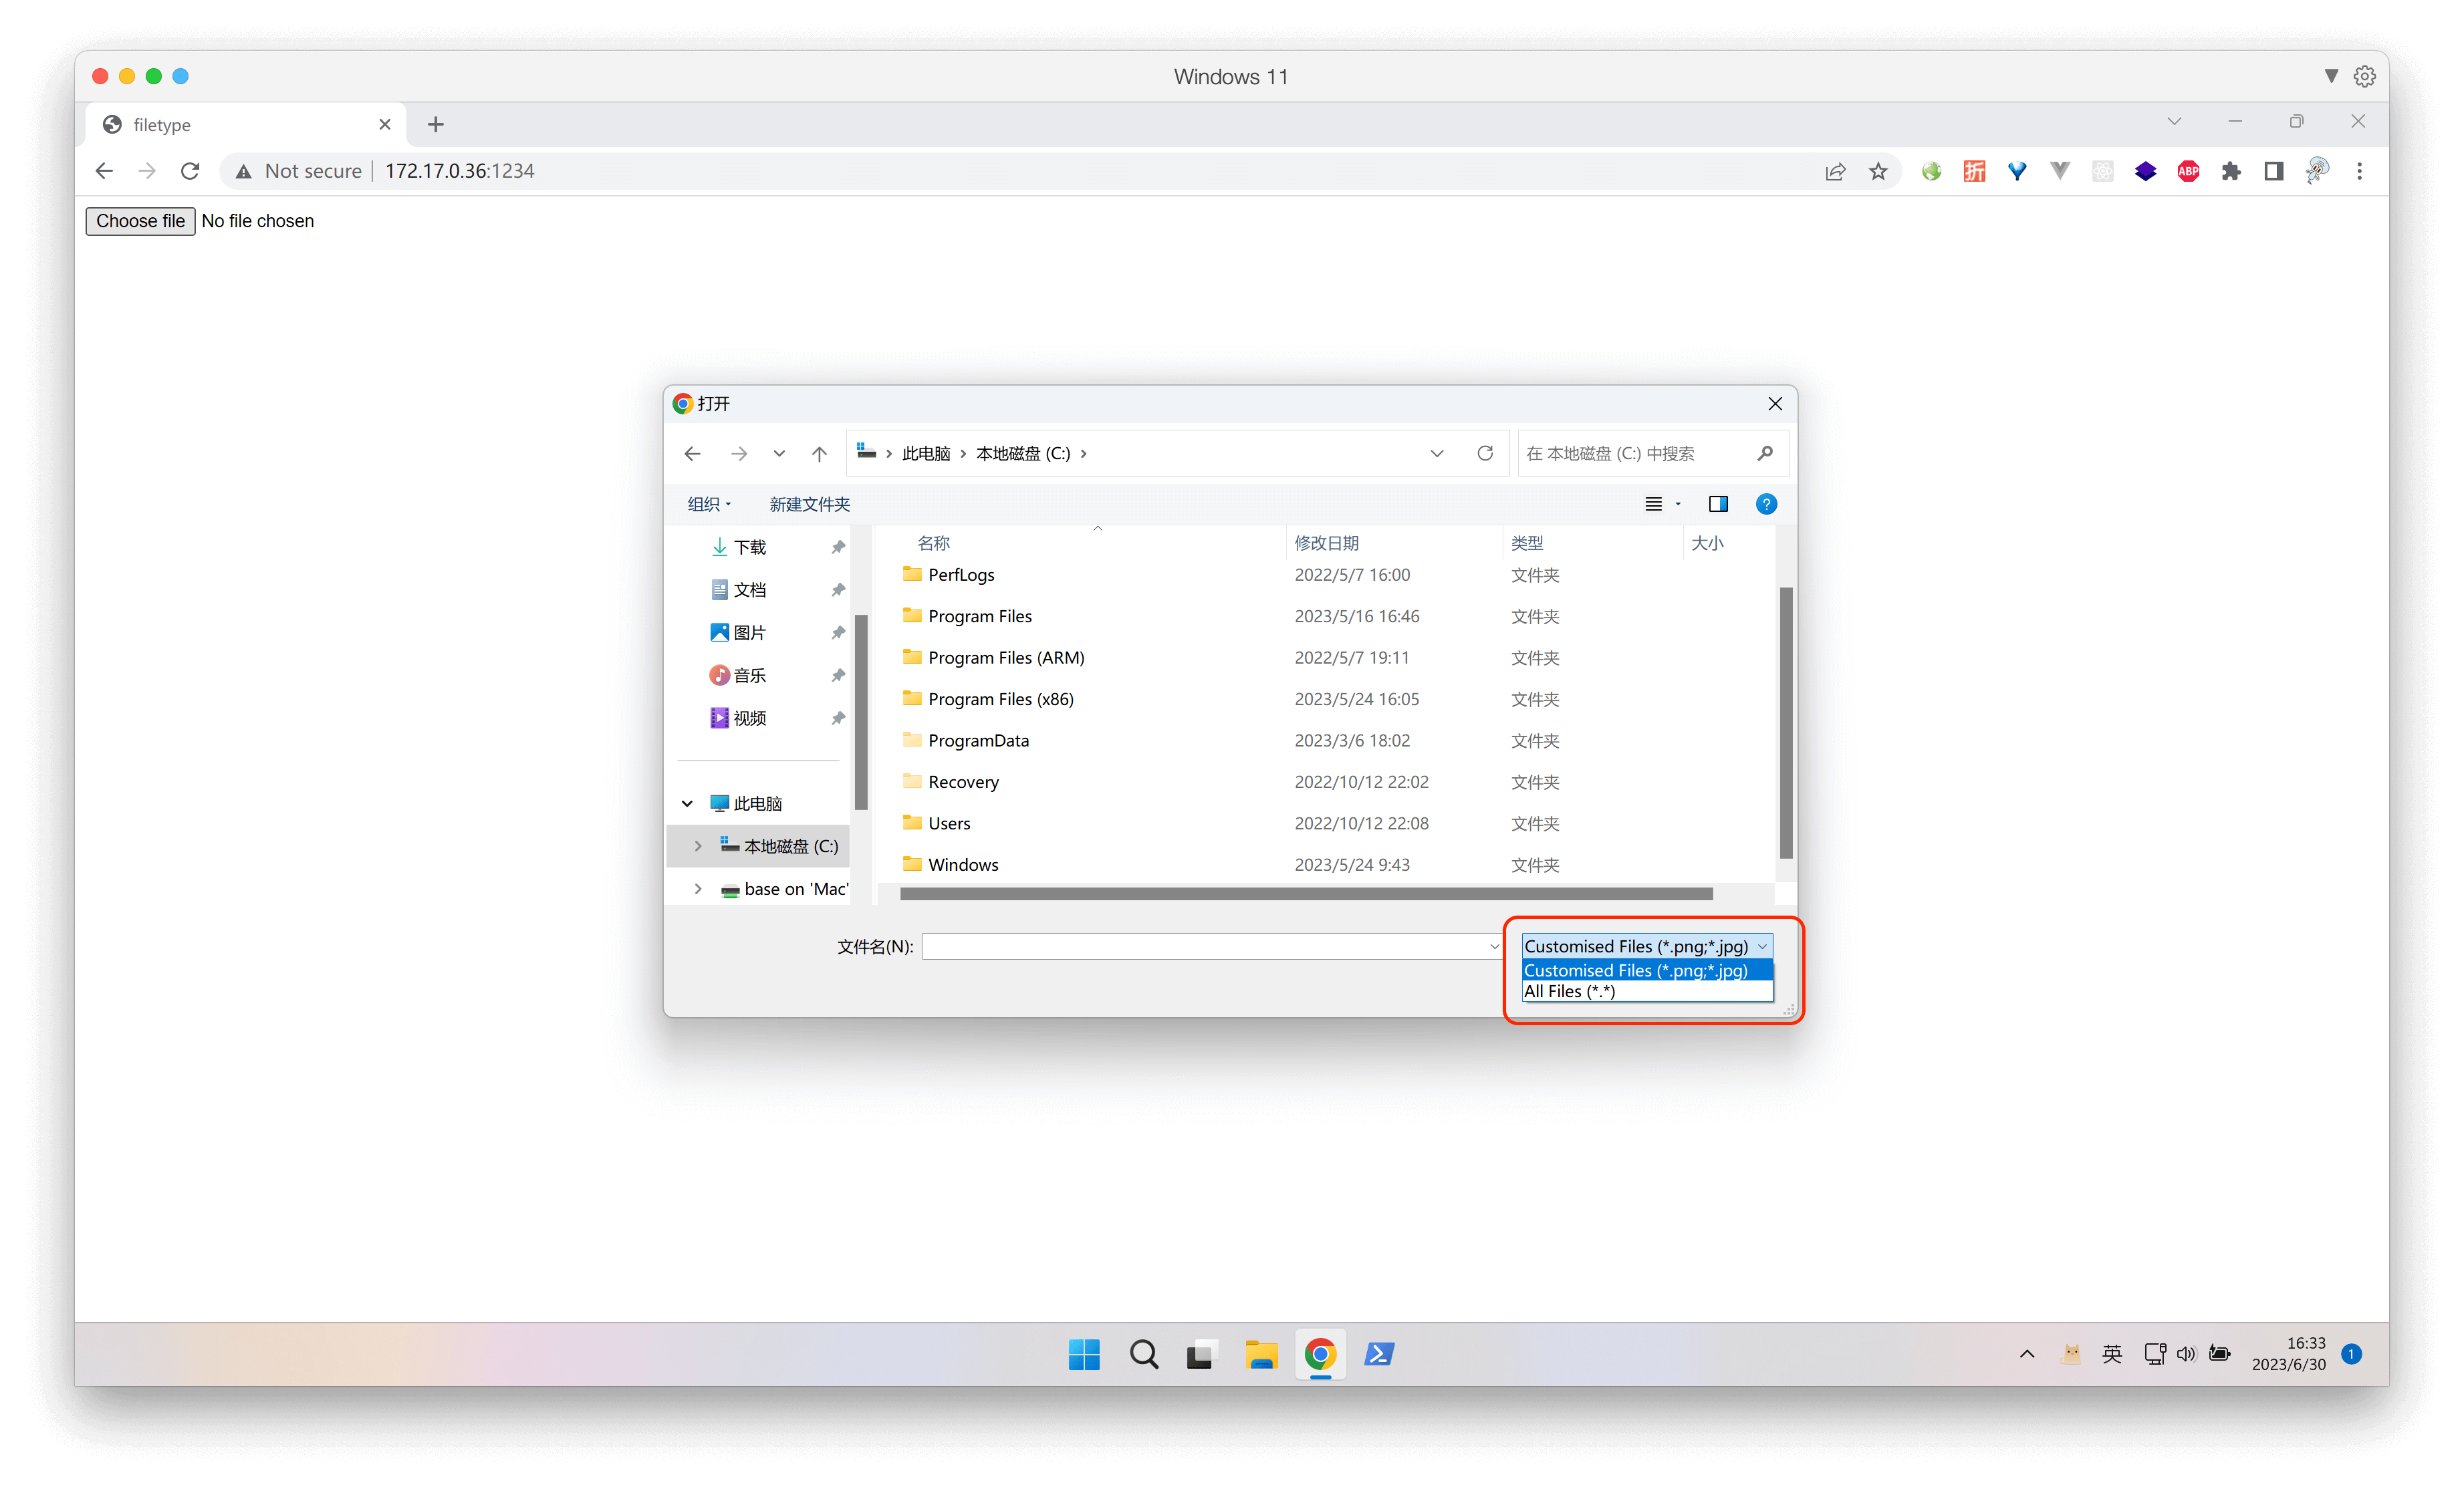 Windows 11
filetype
Not secure 172.17.0.36:1234
折
ABP
Choose file No file chosen
打开
此电脑 本地磁盘 (C:)
在 本地磁盘 (C:) 中搜索
组织 新建文件夹
?
名称 修改日期 类型 大小
下载
文档
图片
音乐
视频
此电脑
本地磁盘 (C:)
base on 'Mac'
PerfLogs 2022/5/7 16:00 文件夹
Program Files 2023/5/16 16:46 文件夹
Program Files (ARM) 2022/5/7 19:11 文件夹
Program Files (x86) 2023/5/24 16:05 文件夹
ProgramData 2023/3/6 18:02 文件夹
Recovery 2022/10/12 22:02 文件夹
Users 2022/10/12 22:08 文件夹
Windows 2023/5/24 9:43 文件夹
文件名(N):
Customised Files (*.png;*.jpg)
Customised Files (*.png;*.jpg)
All Files (*.*)
英
16:33
2023/6/30
1